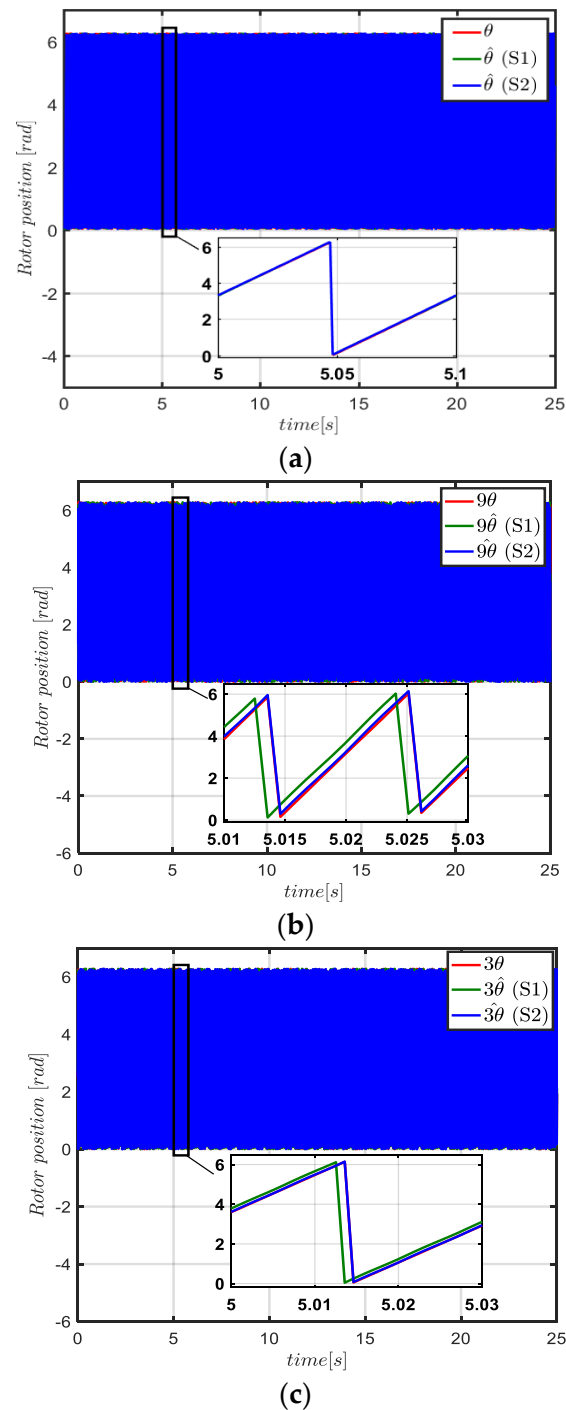 6
4
2
0
-2
-4
Rotor position [rad]
θ
θ̂ (S1)
θ̂ (S2)
6
4
2
0
5 5.05 5.1
0 5 10 15 20 25
time[s]
(a)
6
4
2
0
-2
-4
-6
Rotor position [rad]
9θ
9θ̂ (S1)
9θ̂ (S2)
6
4
2
0
5.01 5.015 5.02 5.025 5.03
0 5 10 15 20 25
time[s]
(b)
6
4
2
0
-2
-4
-6
Rotor position [rad]
3θ
3θ̂ (S1)
3θ̂ (S2)
6
4
2
0
5 5.01 5.02 5.03
0 5 10 15 20 25
time[s]
(c)